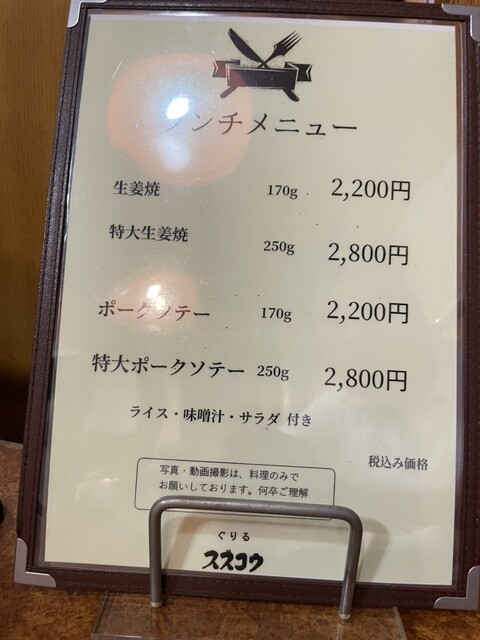 ランチメニュー
生姜焼 170g 2,200円
特大生姜焼 250g 2,800円
ポークソテー 170g 2,200円
特大ポークソテー 250g 2,800円
ライス・味噌汁・サラダ 付き
税込み価格
写真・動画撮影は、料理のみで
お願いしております。何卒ご理解
ぐりる
スズコウ